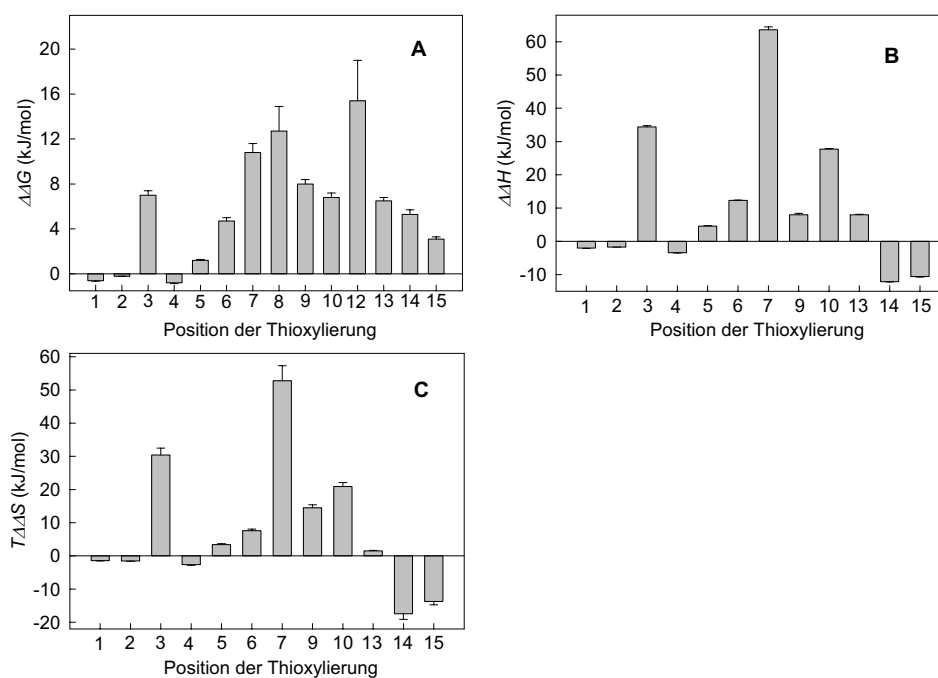 A
20
16
12
8
4
0
ΔΔG (kJ/mol)
1 2 3 4 5 6 7 8 9 10 12 13 14 15
Position der Thioxylierung
B
60
50
40
30
20
10
0
-10
ΔΔH (kJ/mol)
1 2 3 4 5 6 7 9 10 13 14 15
Position der Thioxylierung
C
60
50
40
30
20
10
0
-10
-20
TΔΔS (kJ/mol)
1 2 3 4 5 6 7 9 10 13 14 15
Position der Thioxylierung